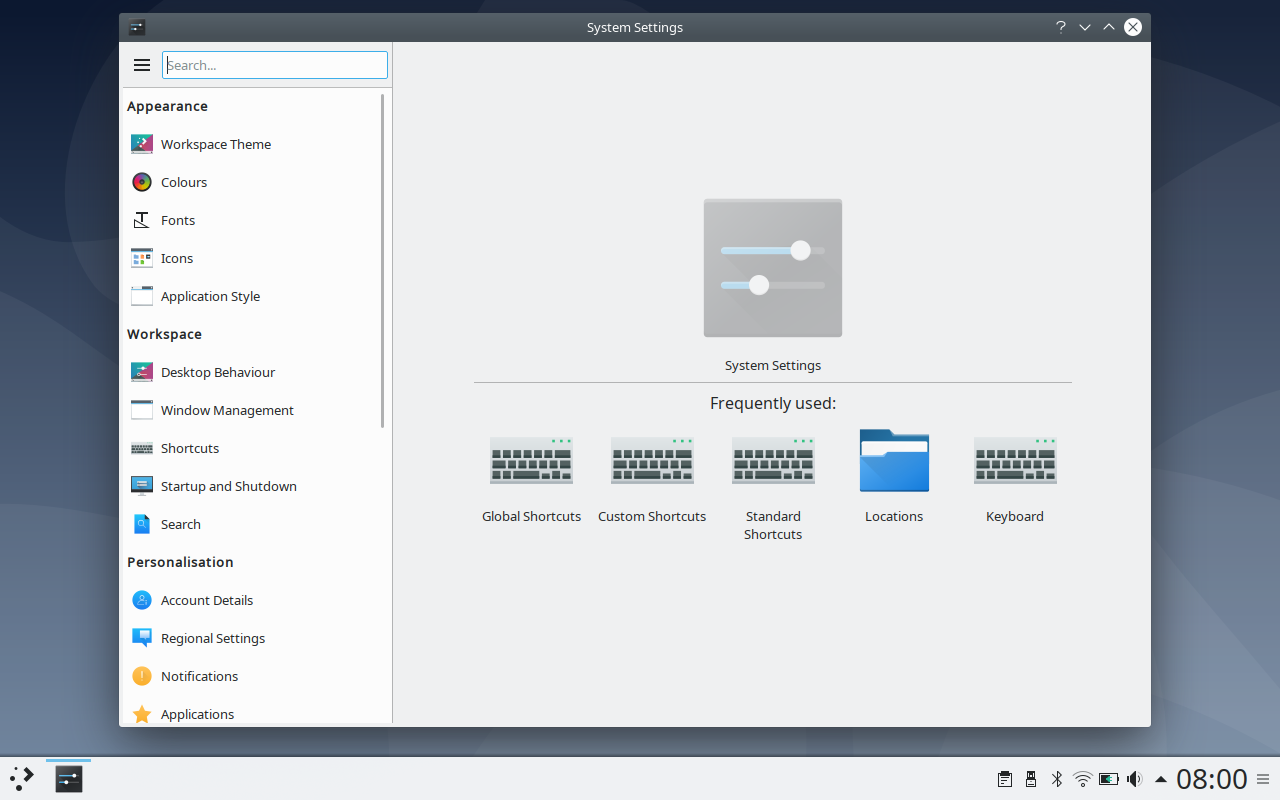 System Settings
Search...
Appearance
Workspace Theme
Colours
Fonts
Icons
Application Style
Workspace
Desktop Behaviour
Window Management
Shortcuts
Startup and Shutdown
Search
Personalisation
Account Details
Regional Settings
Notifications
Applications
System Settings
Frequently used:
Global Shortcuts
Custom Shortcuts
Standard
Shortcuts
Locations
Keyboard
08:00